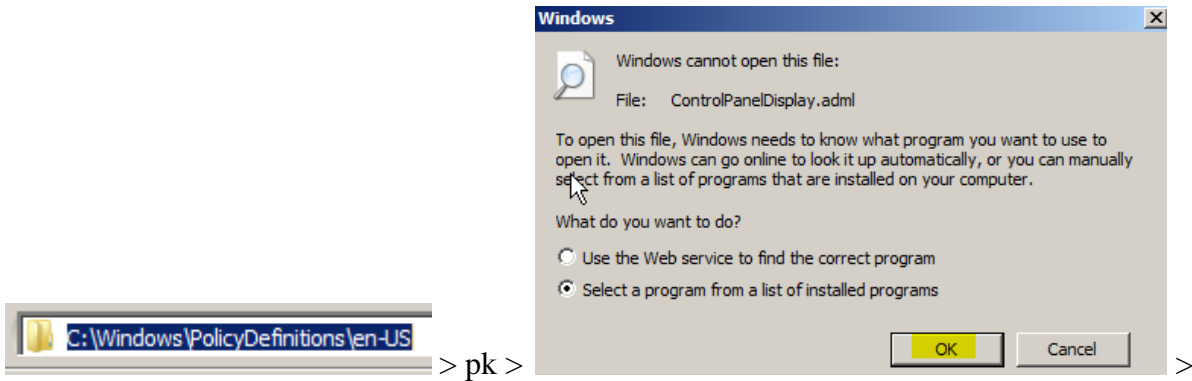 Windows
Windows cannot open this file:
File: ControlPanelDisplay.adml
To open this file, Windows needs to know what program you want to use to
open it. Windows can go online to look it up automatically, or you can manually
select from a list of programs that are installed on your computer.
What do you want to do?
Use the Web service to find the correct program
Select a program from a list of installed programs
OK Cancel
C:\Windows\PolicyDefinitions\en-US
> pk > >